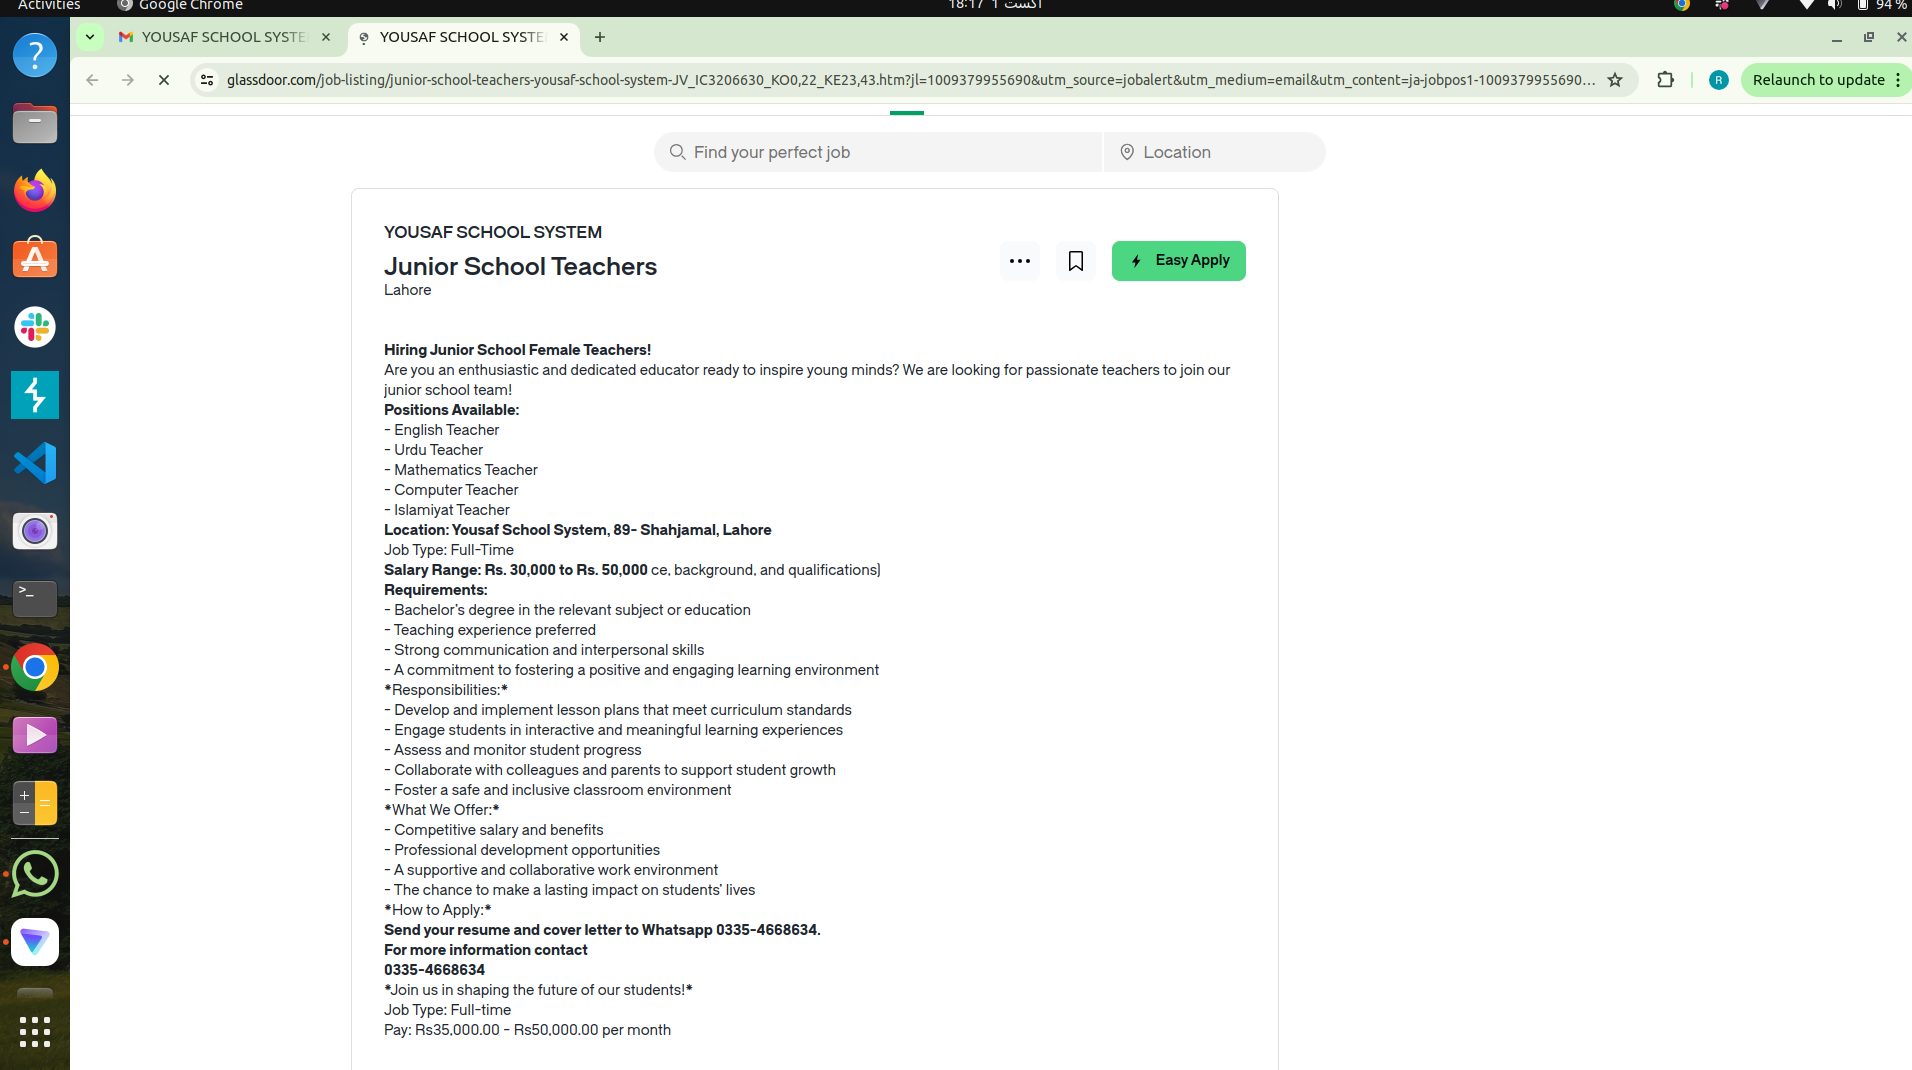 Activities
Google Chrome
18:17 1 اگست
94 %
YOUSAF SCHOOL SYSTE
YOUSAF SCHOOL SYSTE
glassdoor.com/job-listing/junior-school-teachers-yousaf-school-system-JV_IC3206630_KO0,22_KE23,43.htm?jl=1009379955690&utm_source=jobalert&utm_medium=email&utm_content=ja-jobpos1-1009379955690...
R
Relaunch to update
Find your perfect job
Location
YOUSAF SCHOOL SYSTEM
Junior School Teachers
Lahore
Easy Apply
Hiring Junior School Female Teachers!
Are you an enthusiastic and dedicated educator ready to inspire young minds? We are looking for passionate teachers to join our
junior school team!
Positions Available:
- English Teacher
- Urdu Teacher
- Mathematics Teacher
- Computer Teacher
- Islamiyat Teacher
Location: Yousaf School System, 89- Shahjamal, Lahore
Job Type: Full-Time
Salary Range: Rs. 30,000 to Rs. 50,000 ce, background, and qualifications)
Requirements:
- Bachelor's degree in the relevant subject or education
- Teaching experience preferred
- Strong communication and interpersonal skills
- A commitment to fostering a positive and engaging learning environment
*Responsibilities:*
- Develop and implement lesson plans that meet curriculum standards
- Engage students in interactive and meaningful learning experiences
- Assess and monitor student progress
- Collaborate with colleagues and parents to support student growth
- Foster a safe and inclusive classroom environment
*What We Offer:*
- Competitive salary and benefits
- Professional development opportunities
- A supportive and collaborative work environment
- The chance to make a lasting impact on students' lives
*How to Apply:*
Send your resume and cover letter to Whatsapp 0335-4668634.
For more information contact
0335-4668634
*Join us in shaping the future of our students!*
Job Type: Full-time
Pay: Rs35,000.00 - Rs50,000.00 per month